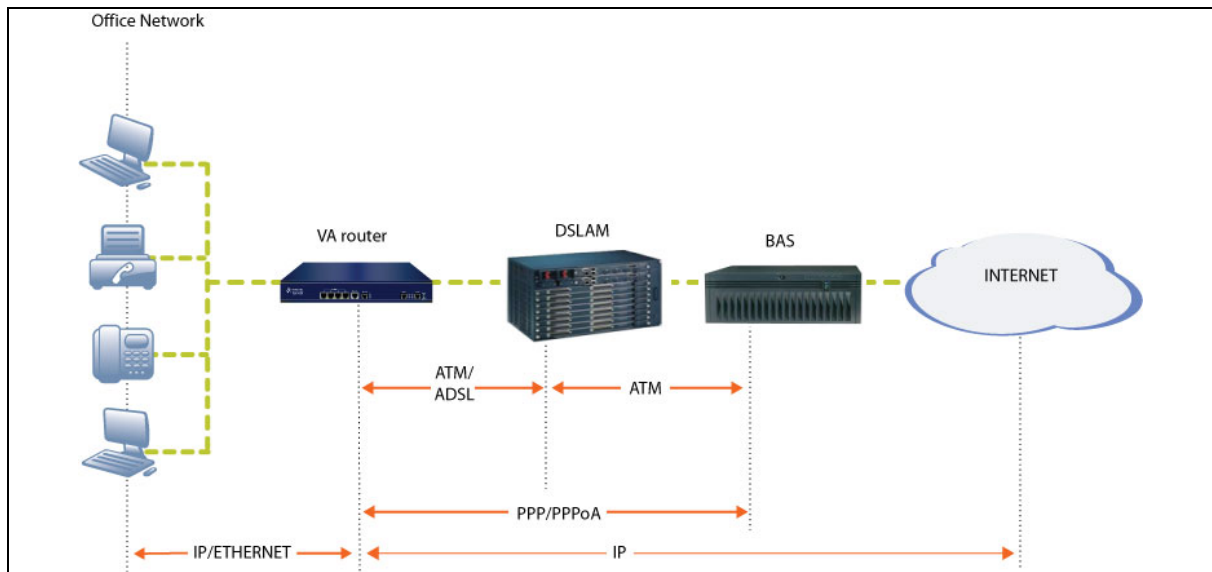 Office Network
VA router
DSLAM
BAS
INTERNET
ATM/
ADSL
ATM
PPP/PPPoA
IP/ETHERNET
IP